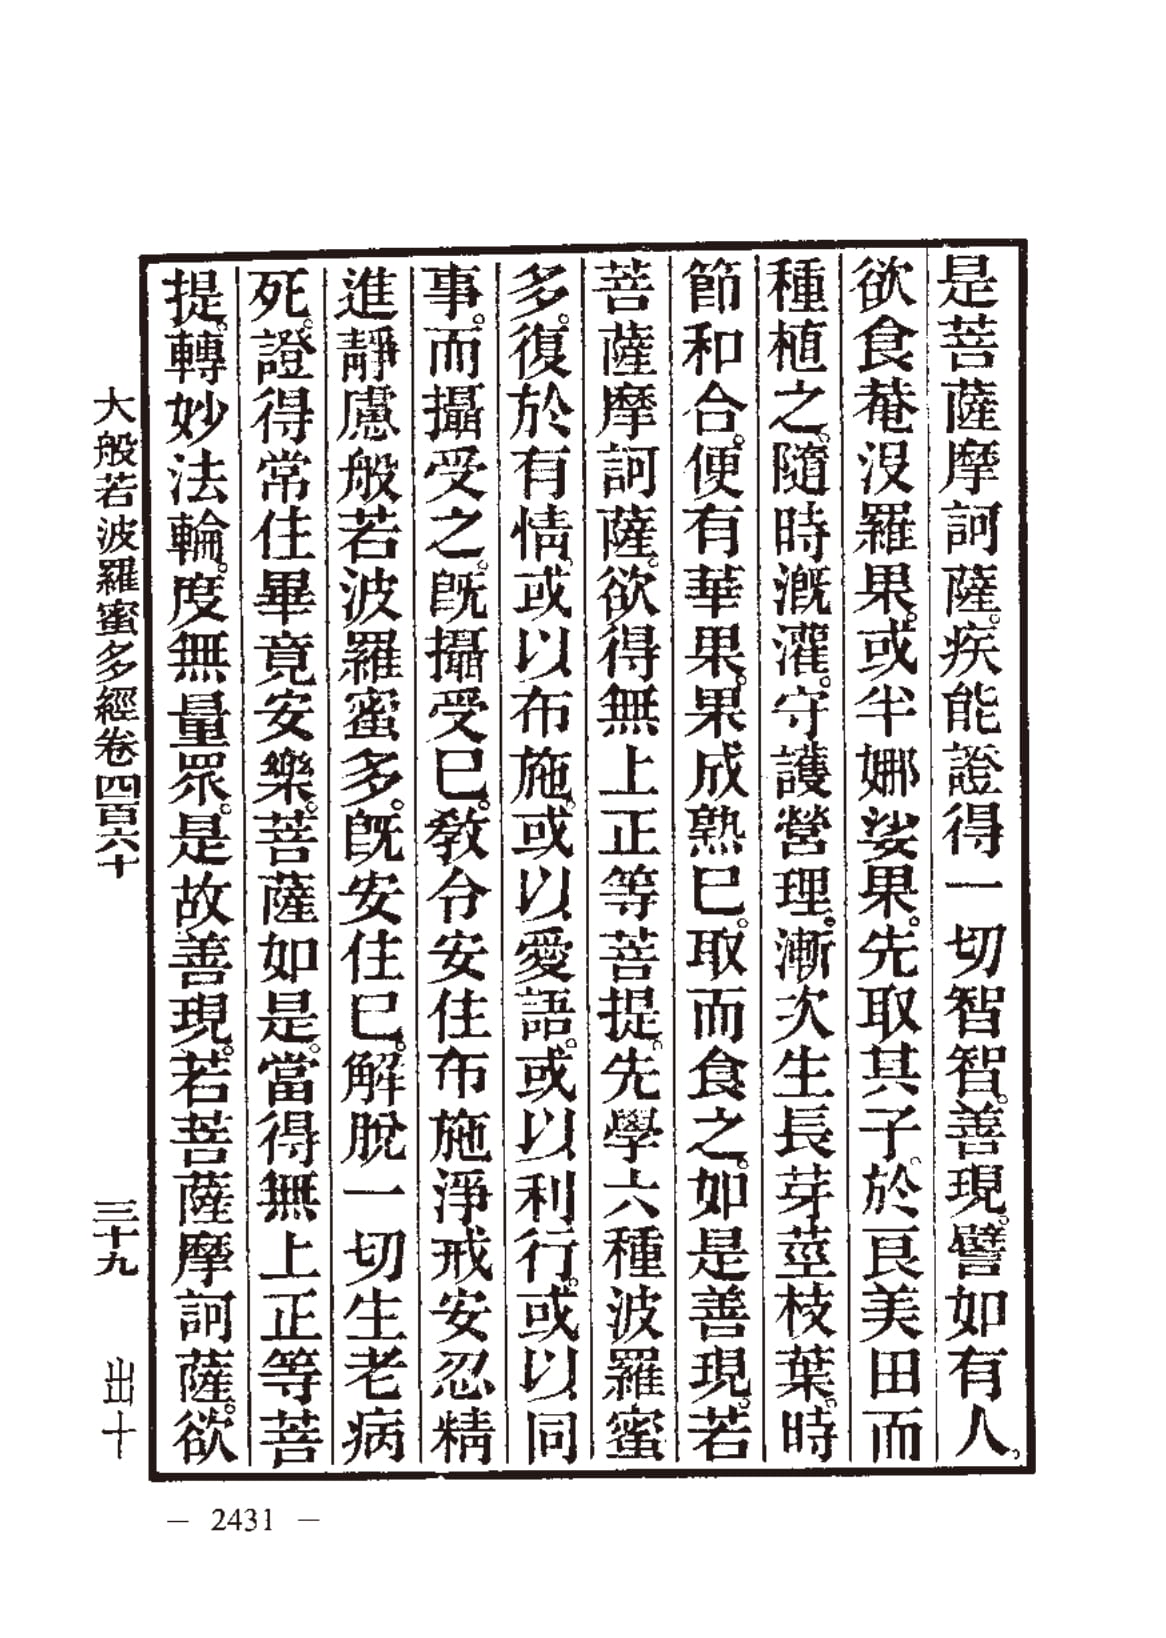 是菩薩摩訶薩。疾能證得一切智智。善現。譬如有人。
欲食菴没羅果。或半娜娑果。先取其子。於良美田而
種植之。隨時溉灌。守護營理。漸次生長芽莖枝葉。時
節和合。便有華果。果成熟已。取而食之。如是善現。若
菩薩摩訶薩。欲得無上正等菩提。先學六種波羅蜜
多。復於有情。或以布施。或以愛語。或以利行。或以同
事。而攝受之。旣攝受已。敎令安住布施淨戒安忍精
進靜慮般若波羅蜜多。旣安住已。解脫一切生老病
死。證得常住畢竟安樂。菩薩如是。當得無上正等菩
提。轉妙法輪。度無量眾。是故善現。若菩薩摩訶薩。欲
大般若波羅蜜多經卷四百六十 三十九 出十
— 2431 —